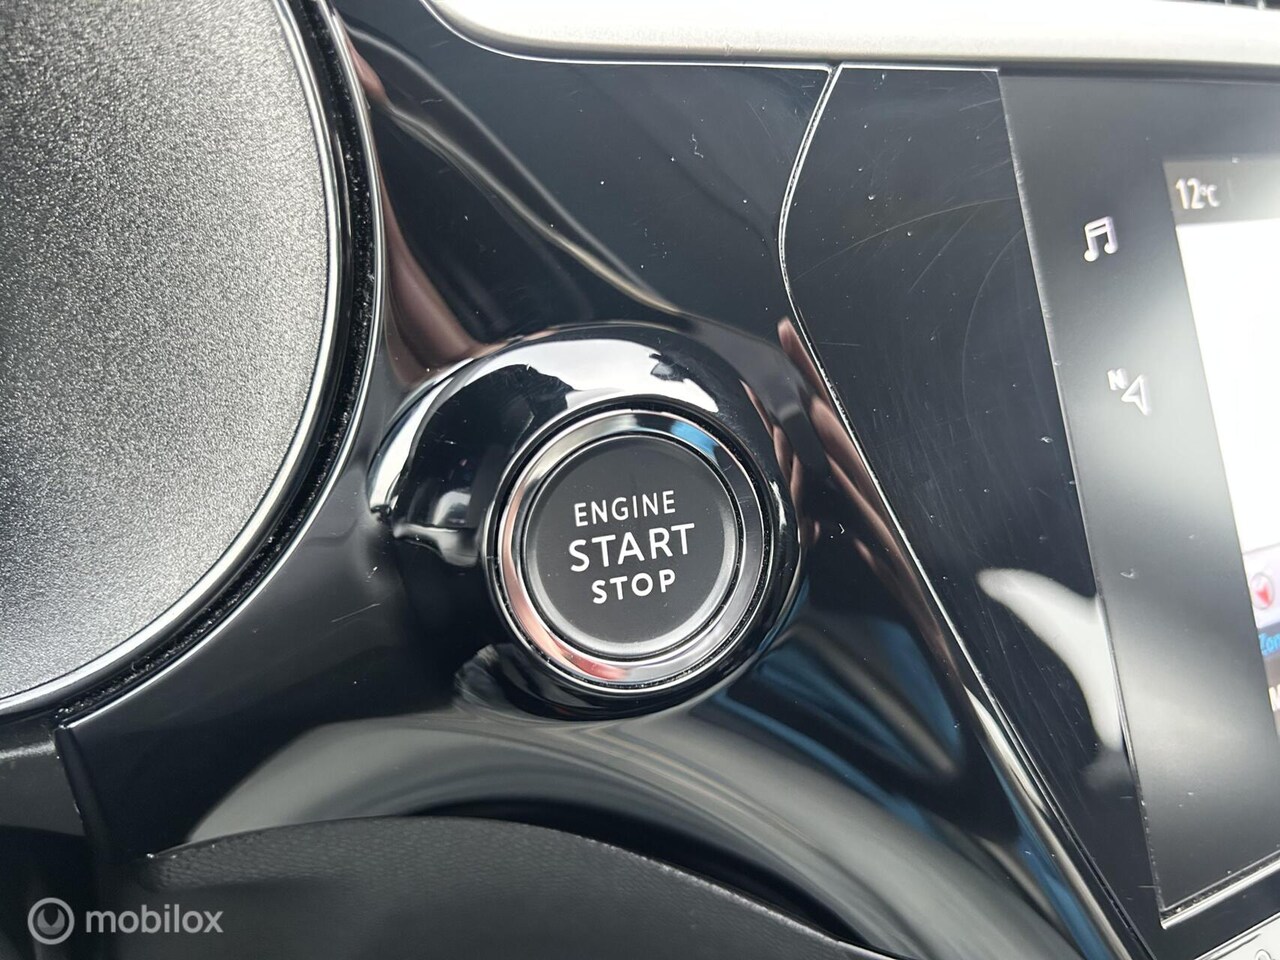 12°C
N
ENGINE
START
STOP
mobilox